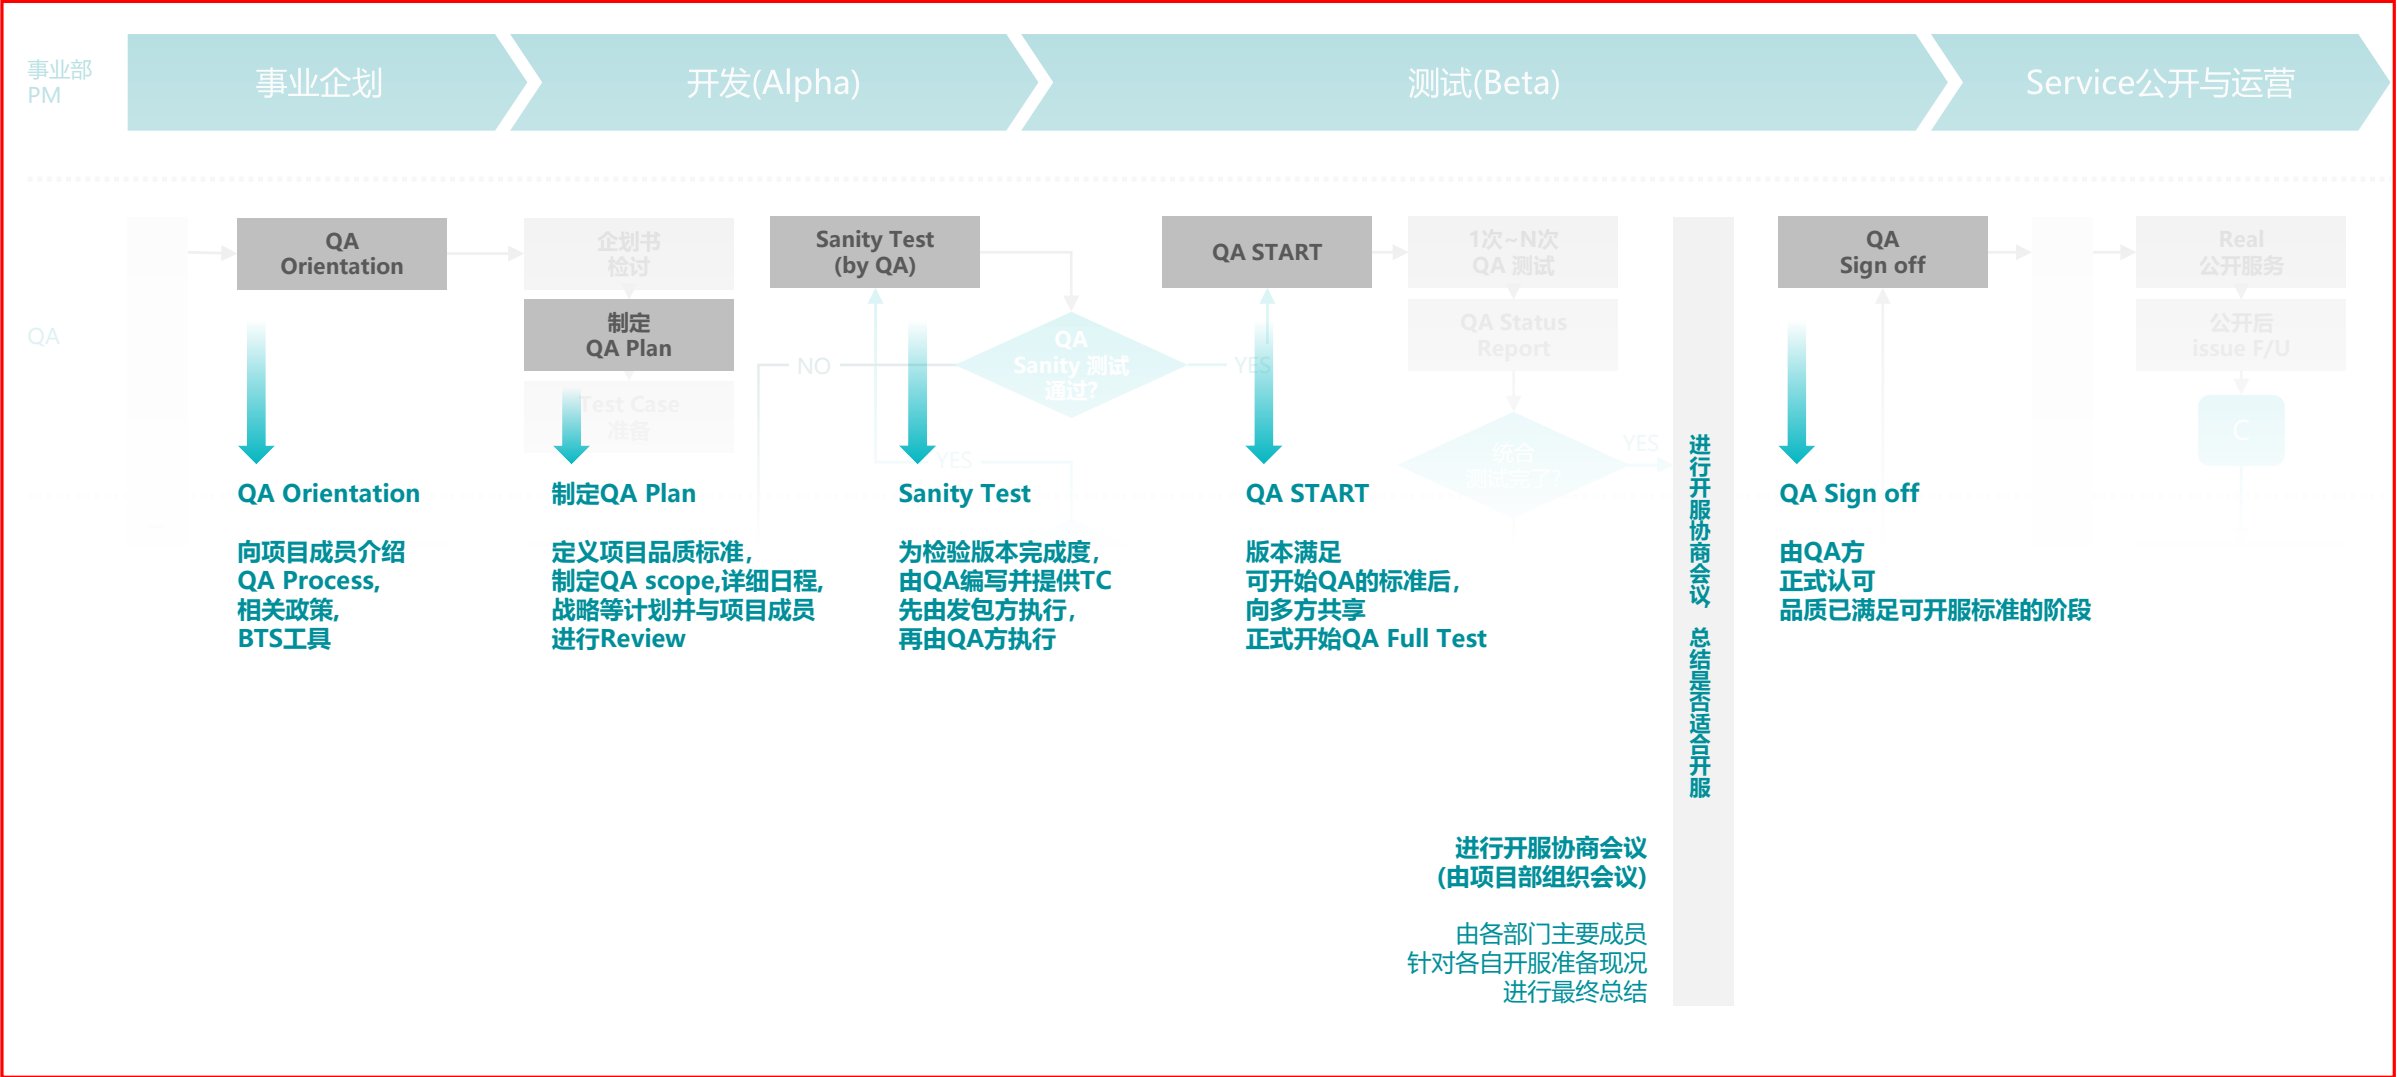 事业部
PM
事业企划
开发(Alpha)
测试(Beta)
Service公开与运营
QA
QA
Orientation
企划书
检讨
制定
QA Plan
Test Case
准备
Sanity Test
(by QA)
QA
Sanity 测试
通过?
NO
YES
YES
QA START
1次~N次
QA 测试
QA Status
Report
统合
测试完了?
YES
QA
Sign off
Real
公开服务
公开后
issue F/U
C
QA Orientation
向项目成员介绍
QA Process,
相关政策,
BTS工具
制定QA Plan
定义项目品质标准，
制定QA scope,详细日程,
战略等计划并与项目成员
进行Review
Sanity Test
为检验版本完成度，
由QA编写并提供TC
先由发包方执行，
再由QA方执行
QA START
版本满足
可开始QA的标准后，
向多方共享
正式开始QA Full Test
进行开服协商会议，总结是否适合开服
QA Sign off
由QA方
正式认可
品质已满足可开服标准的阶段
进行开服协商会议
(由项目部组织会议)
由各部门主要成员
针对各自开服准备现况
进行最终总结